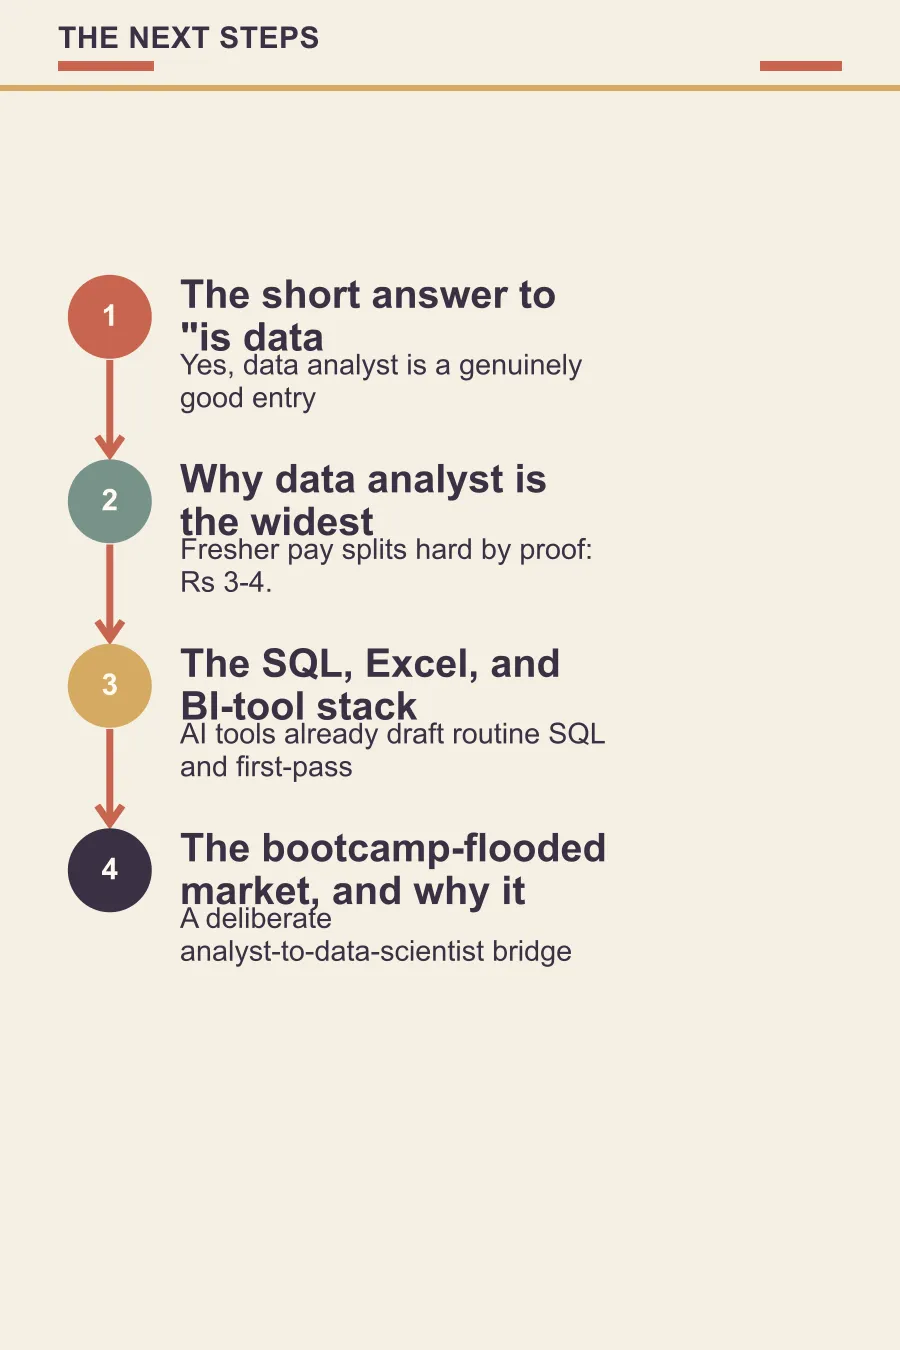 THE NEXT STEPS
1
The short answer to
"is data
Yes, data analyst is a genuinely
good entry
2
Why data analyst is
the widest
Fresher pay splits hard by proof:
Rs 3-4.
3
The SQL, Excel, and
BI-tool stack
AI tools already draft routine SQL
and first-pass
4
The bootcamp-flooded
market, and why it
A deliberate
analyst-to-data-scientist bridge